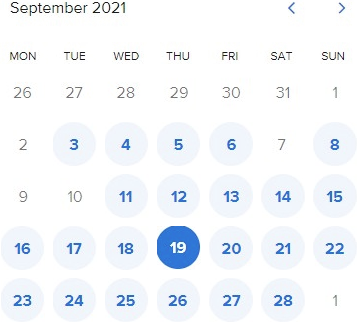 September 2021
MON TUE WED THU FRI SAT SUN
26 27 28 29 30 31 1
2 3 4 5 6 7 8
9 10 11 12 13 14 15
16 17 18 19 20 21 22
23 24 25 26 27 28 1